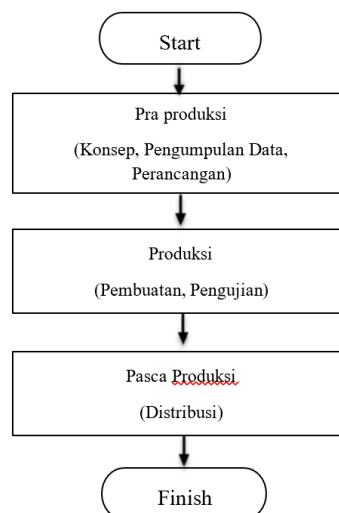 Start
Pra produksi
(Konsep, Pengumpulan Data,
Perancangan)
Produksi
(Pembuatan, Pengujian)
Pasca Produksi
(Distribusi)
Finish